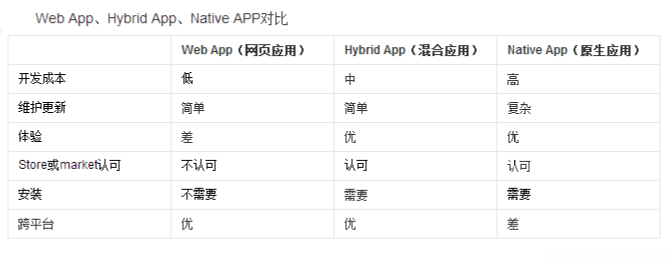 Web App、Hybrid App、Native APP对比
Web App（网页应用） Hybrid App（混合应用） Native App（原生应用）
开发成本 低 中 高
维护更新 简单 简单 复杂
体验 差 优 优
Store或market认可 不认可 认可 认可
安装 不需要 需要 需要
跨平台 优 优 差